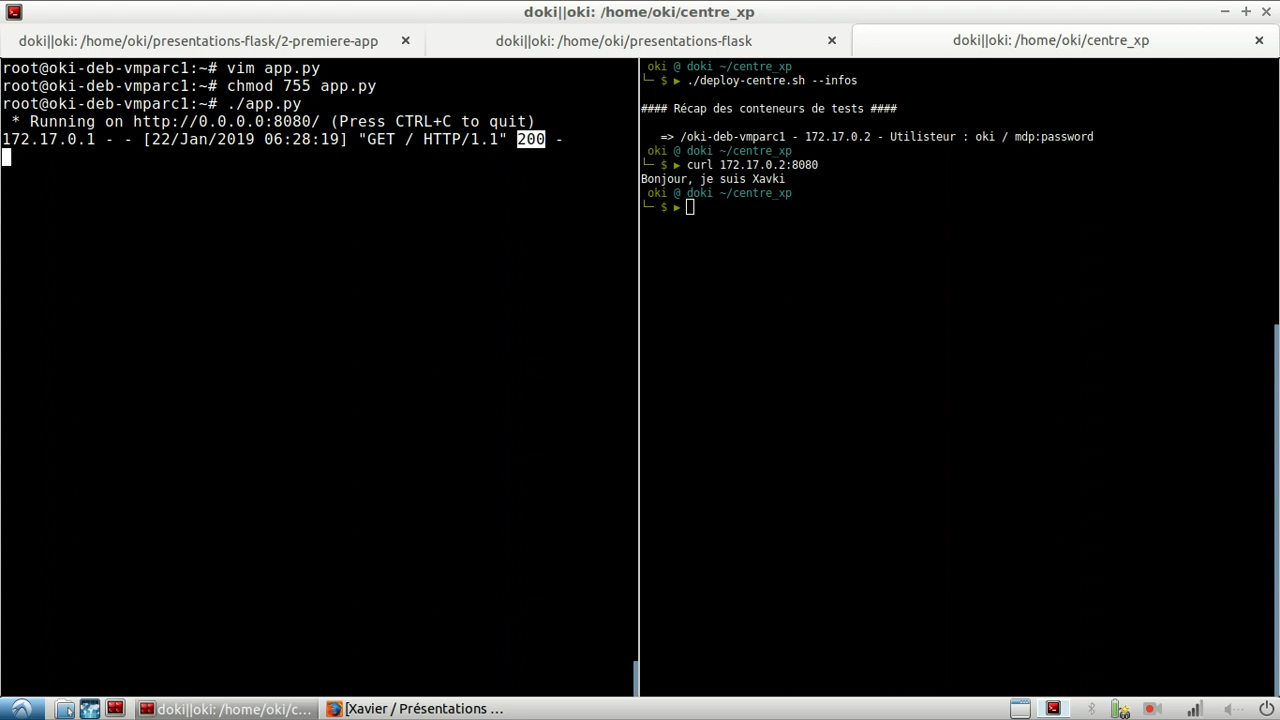 doki||oki: /home/oki/centre_xp
doki||oki: /home/oki/presentations-flask/2-premiere-app
doki||oki: /home/oki/presentations-flask
doki||oki: /home/oki/centre_xp
root@oki-deb-vmparc1:~# vim app.py
root@oki-deb-vmparc1:~# chmod 755 app.py
root@oki-deb-vmparc1:~# ./app.py
 * Running on http://0.0.0.0:8080/ (Press CTRL+C to quit)
172.17.0.1 - - [22/Jan/2019 06:28:19] "GET / HTTP/1.1" 200 -
oki @ doki ~/centre_xp
└─ $ ▶ ./deploy-centre.sh --infos
#### Récap des conteneurs de tests ####
=> /oki-deb-vmparc1 - 172.17.0.2 - Utilisteur : oki / mdp:password
oki @ doki ~/centre_xp
└─ $ ▶ curl 172.17.0.2:8080
Bonjour, je suis Xavki
oki @ doki ~/centre_xp
└─ $ ▶
doki||oki: /home/oki/c...
[Xavier / Présentations ...